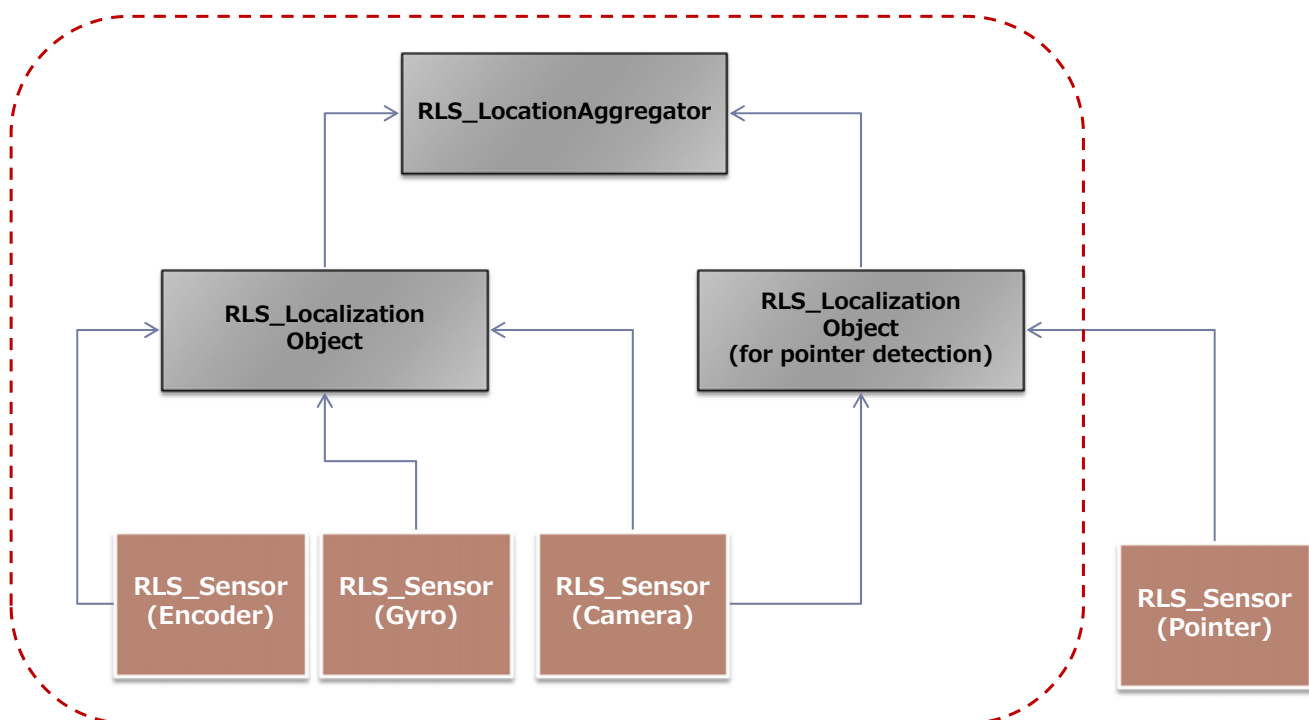 RLS_LocationAggregator
RLS_Localization
Object
RLS_Localization
Object
(for pointer detection)
RLS_Sensor
(Encoder)
RLS_Sensor
(Gyro)
RLS_Sensor
(Camera)
RLS_Sensor
(Pointer)